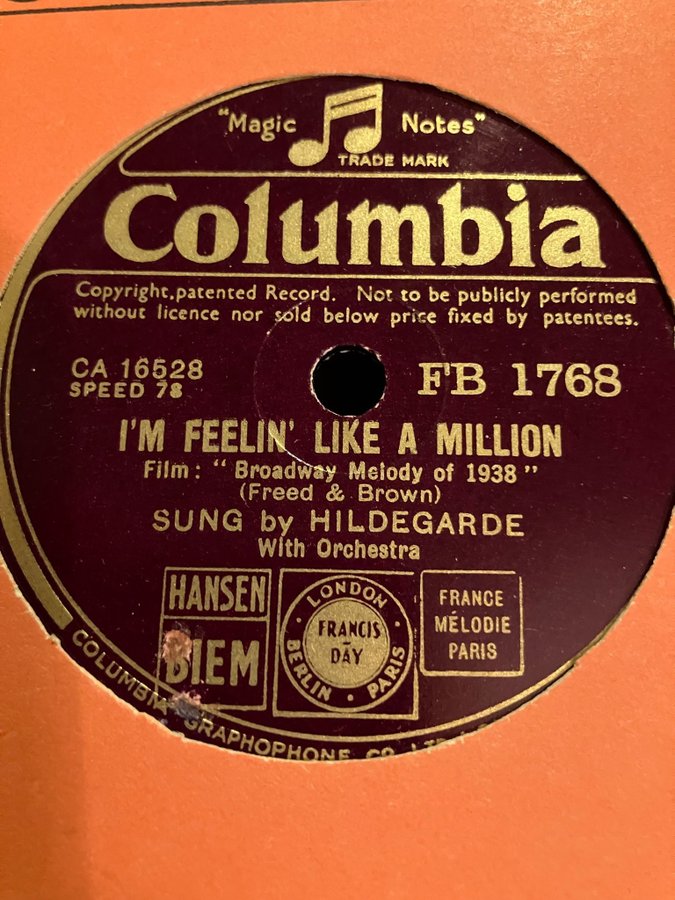 "Magic Notes"
TRADE MARK
Columbia
Copyright, patented Record. Not to be publicly performed
without licence nor sold below price fixed by patentees.
CA 16528
SPEED 78
FB 1768
I'M FEELIN' LIKE A MILLION
Film: "Broadway Melody of 1938"
(Freed & Brown)
SUNG by HILDEGARDE
With Orchestra
HANSEN
BIEM
LONDON · PARIS · BERLIN ·
FRANCIS
DAY
FRANCE
MÉLODIE
PARIS
COLUMBIA GRAPHOPHONE CO. LTD.